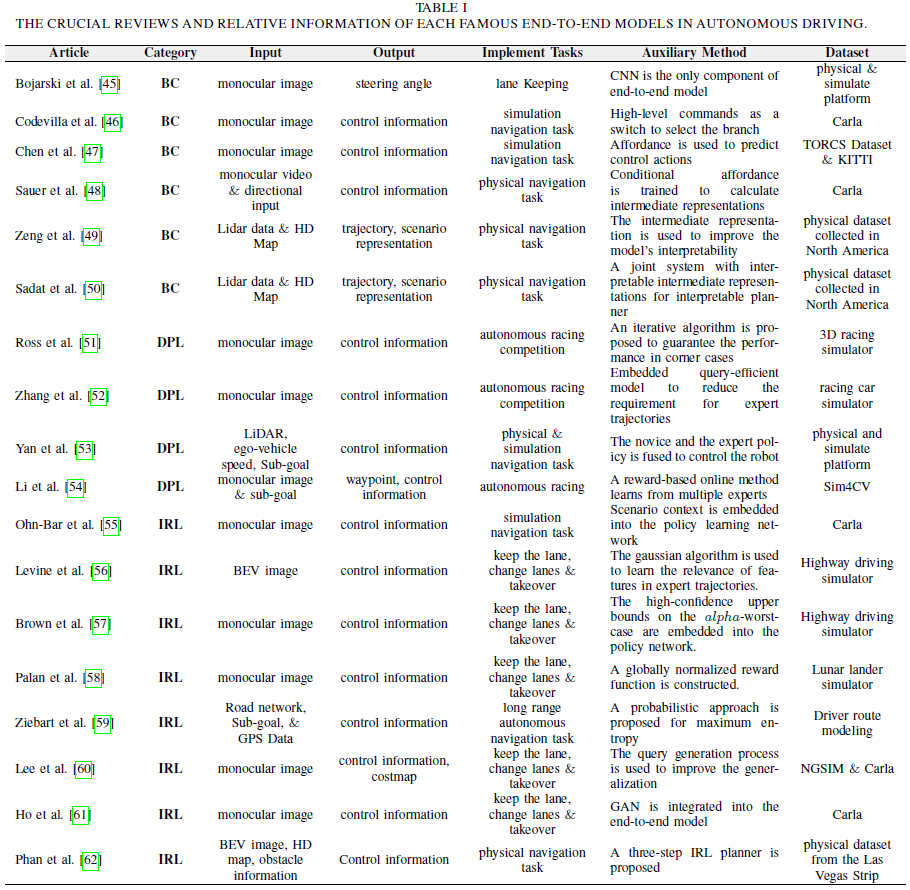 TABLE I
THE CRUCIAL REVIEWS AND RELATIVE INFORMATION OF EACH FAMOUS END-TO-END MODELS IN AUTONOMOUS DRIVING.
Article Category Input Output Implement Tasks Auxiliary Method Dataset
Bojarski et al. [45] BC monocular image steering angle lane Keeping CNN is the only component of
end-to-end model physical &
simulate
platform
Codevilla et al. [46] BC monocular image control information simulation
navigation task High-level commands as a
switch to select the branch Carla
Chen et al. [47] BC monocular image control information simulation
navigation task Affordance is used to predict
control actions TORCS Dataset
& KITTI
Sauer et al. [48] BC monocular video
& directional
input control information physical navigation
task Conditional affordance
is trained to calculate
intermediate representations Carla
Zeng et al. [49] BC Lidar data & HD
Map trajectory, scenario
representation physical navigation
task The intermediate representa-
tion is used to improve the
model's interpretability physical dataset
collected in
North America
Sadat et al. [50] BC Lidar data & HD
Map trajectory, scenario
representation physical navigation
task A joint system with inter-
pretable intermediate represen-
tations for interpretable plan-
ner physical dataset
collected in
North America
Ross et al. [51] DPL monocular image control information autonomous racing
competition An iterative algorithm is pro-
posed to guarantee the perfor-
mance in corner cases 3D racing
simulator
Zhang et al. [52] DPL monocular image control information autonomous racing
competition Embedded query-efficient
model to reduce the
requirement for expert
trajectories racing car
simulator
Yan et al. [53] DPL LiDAR,
ego-vehicle
speed, Sub-goal control information physical &
simulation
navigation task The novice and the expert pol-
icy is fused to control the robot physical and
simulate
platform
Li et al. [54] DPL monocular image
& sub-goal waypoint, control
information autonomous racing A reward-based online method
learns from multiple experts Sim4CV
Ohn-Bar et al. [55] IRL monocular image control information simulation
navigation task Scenario context is embedded
into the policy learning net-
work Carla
Levine et al. [56] IRL BEV image control information keep the lane,
change lanes &
takeover The gaussian algorithm is used
to learn the relevance of fea-
tures in expert trajectories. Highway driving
simulator
Brown et al. [57] IRL monocular image control information keep the lane,
change lanes &
takeover The high-confidence upper
bounds on the alpha-worst-
case are embedded into the
policy network. Highway driving
simulator
Palan et al. [58] IRL monocular image control information keep the lane,
change lanes &
takeover A globally normalized reward
function is constructed. Lunar lander
simulator
Ziebart et al. [59] IRL Road network,
Sub-goal, &
GPS Data control information long range
autonomous
navigation task A probabilistic approach is
proposed for maximum en-
tropy Driver route
modeling
Lee et al. [60] IRL monocular image control information,
costmap keep the lane,
change lanes &
takeover The query generation process
is used to improve the gener-
alization NGSIM & Carla
Ho et al. [61] IRL monocular image control information keep the lane,
change lanes &
takeover GAN is integrated into the
end-to-end model Carla
Phan et al. [62] IRL BEV image, HD
map, obstacle
information Control information physical navigation
task A three-step IRL planner is
proposed physical dataset
from the Las
Vegas Strip